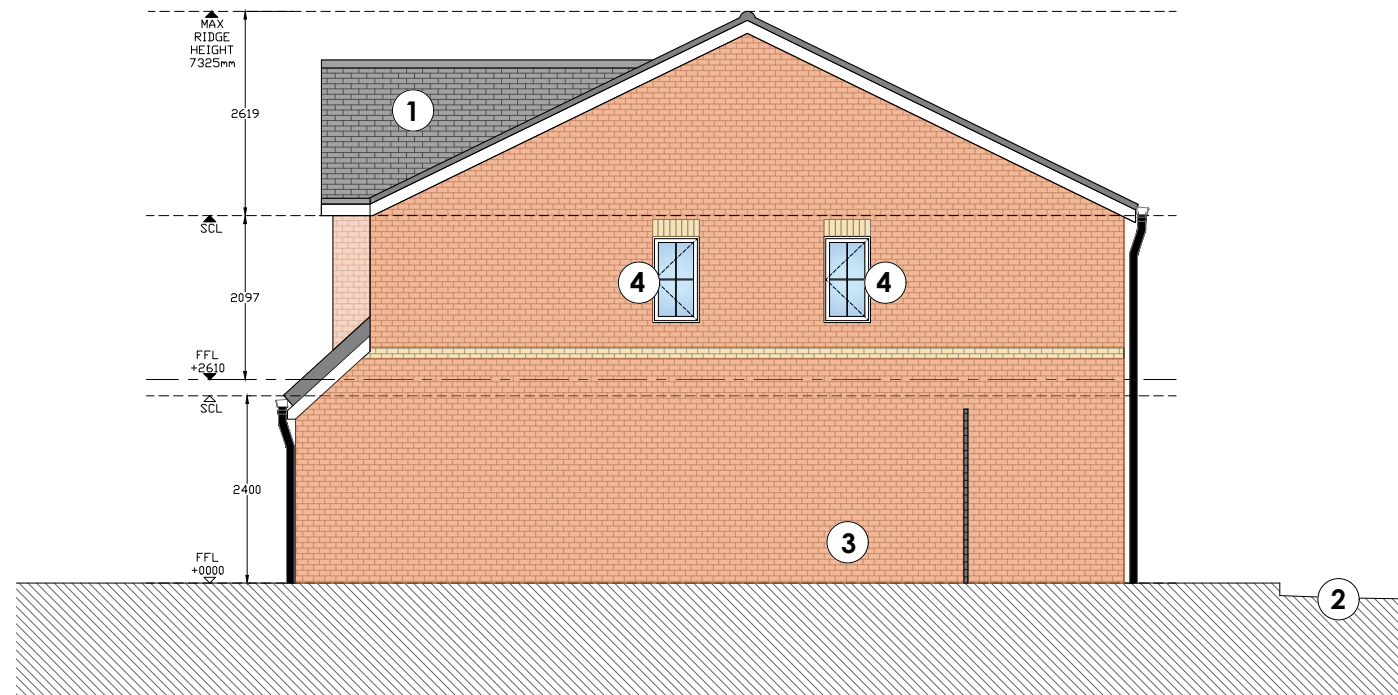 MAX
RIDGE
HEIGHT
7325mm
2619
1
SCL
4
4
2097
FFL
+2610
SCL
2400
3
FFL
+0000
2